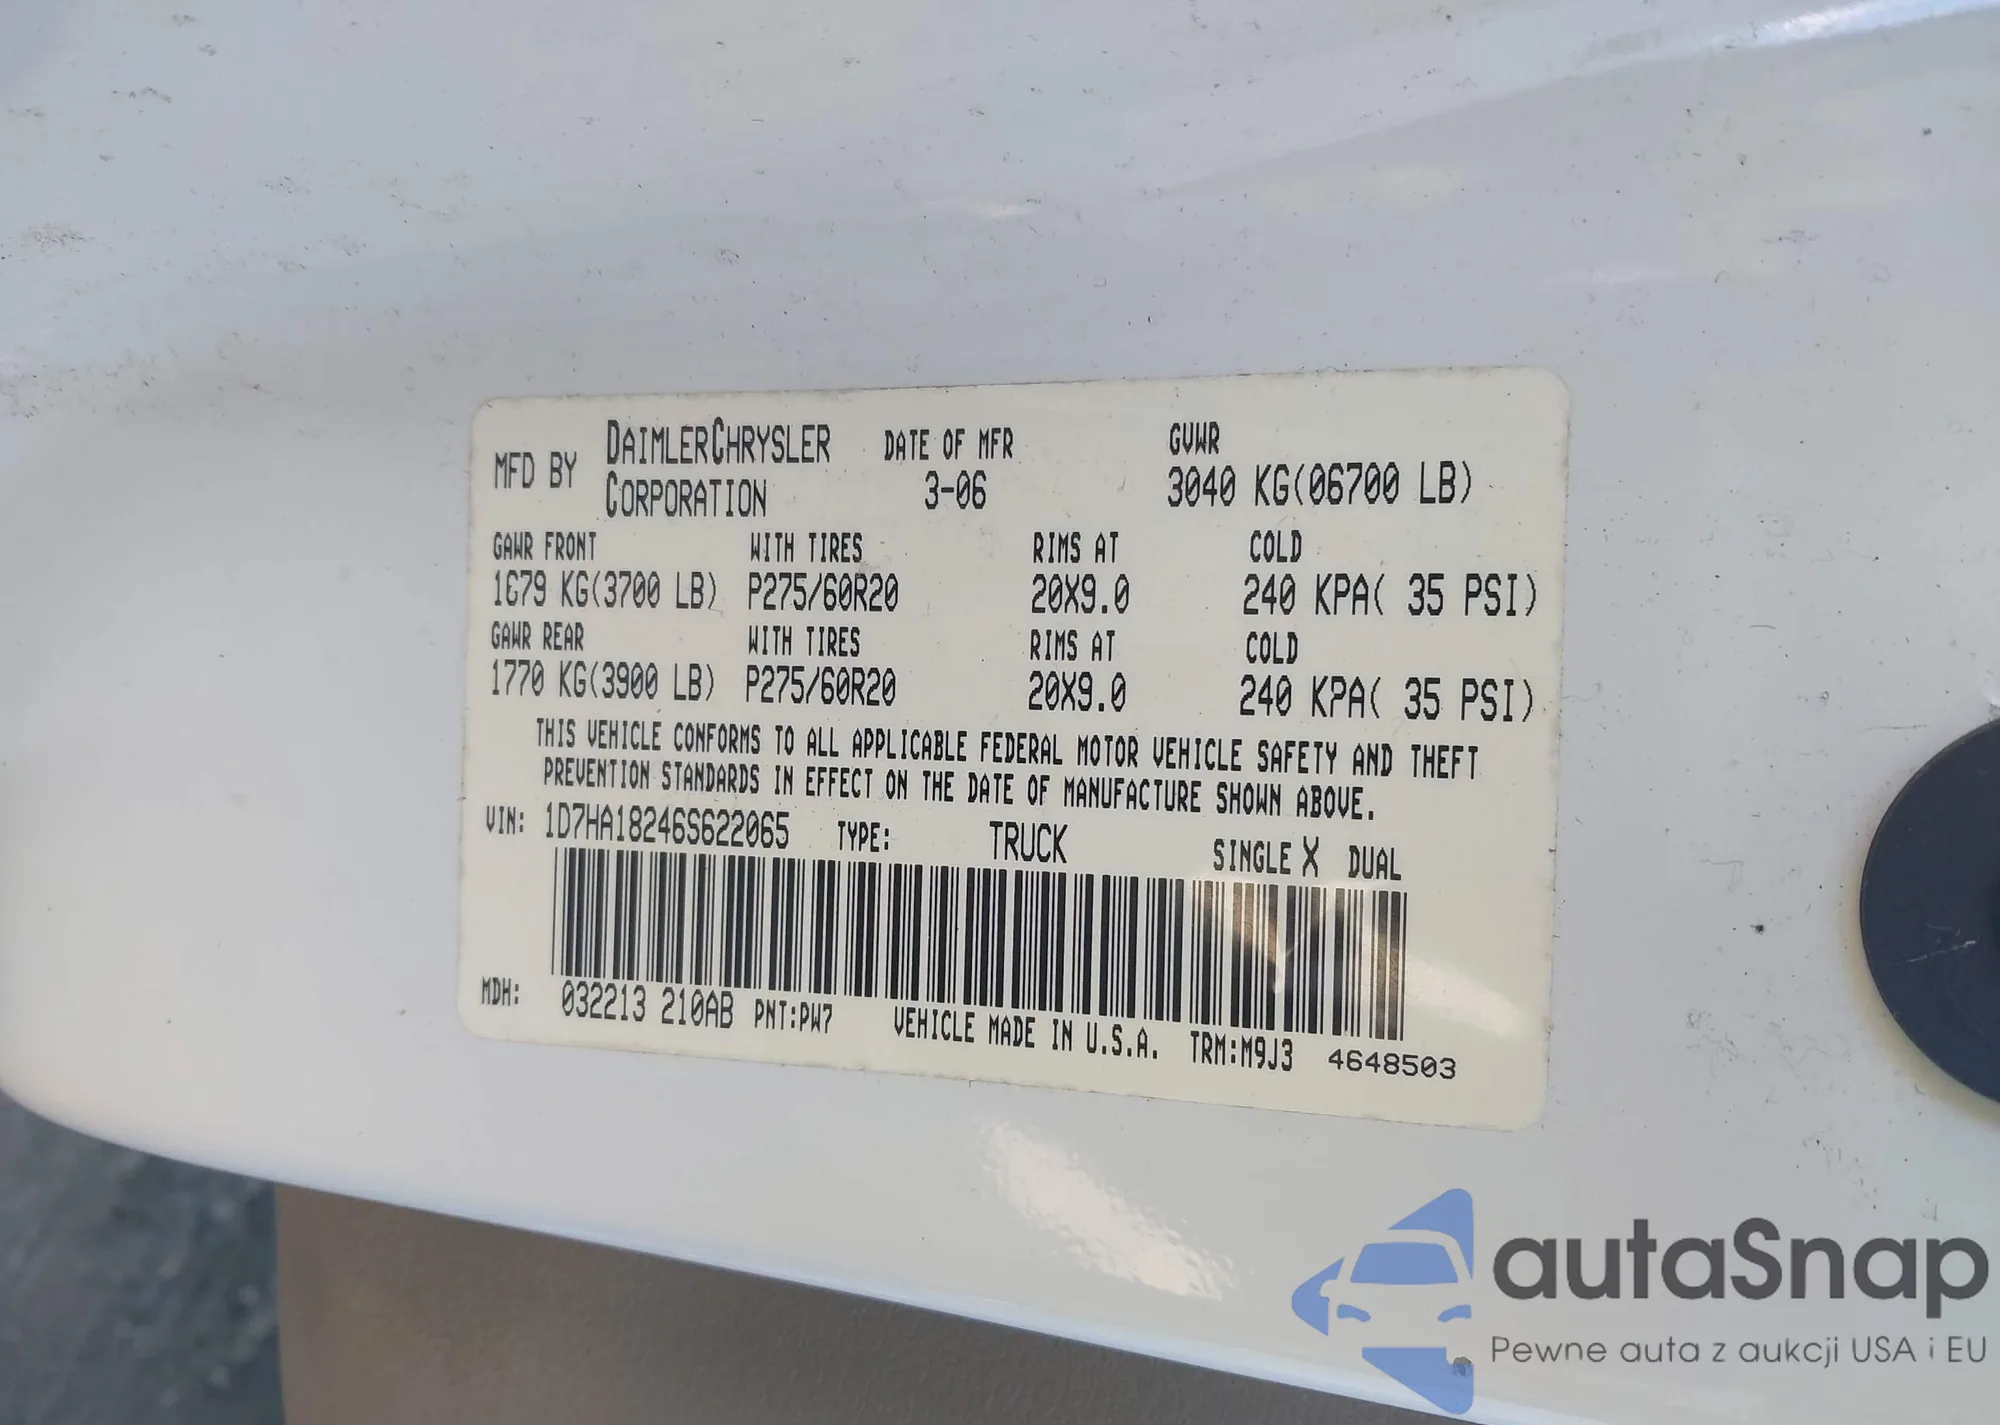 MFD BY DAIMLERCHRYSLER CORPORATION DATE OF MFR 3-06 GVWR 3040 KG(06700 LB)
GAWR FRONT WITH TIRES RIMS AT COLD
1679 KG(3700 LB) P275/60R20 20X9.0 240 KPA( 35 PSI)
GAWR REAR WITH TIRES RIMS AT COLD
1770 KG(3900 LB) P275/60R20 20X9.0 240 KPA( 35 PSI)
THIS VEHICLE CONFORMS TO ALL APPLICABLE FEDERAL MOTOR VEHICLE SAFETY AND THEFT
PREVENTION STANDARDS IN EFFECT ON THE DATE OF MANUFACTURE SHOWN ABOVE.
VIN: 1D7HA18246S622065 TYPE: TRUCK SINGLE X DUAL
MDH: 032213 210AB PNT:PW7 VEHICLE MADE IN U.S.A. TRM:M9J3 4648503
autaSnap
Pewne auta z aukcji USA i EU